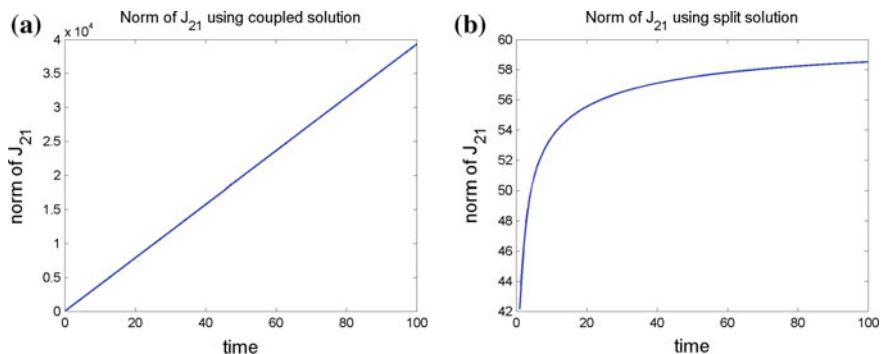 (a)
Norm of J21 using coupled solution
x 10^4
4
3.5
3
2.5
2
1.5
1
0.5
0
norm of J21
0 20 40 60 80 100
time
(b)
Norm of J21 using split solution
60
58
56
54
52
50
48
46
44
42
norm of J21
0 20 40 60 80 100
time